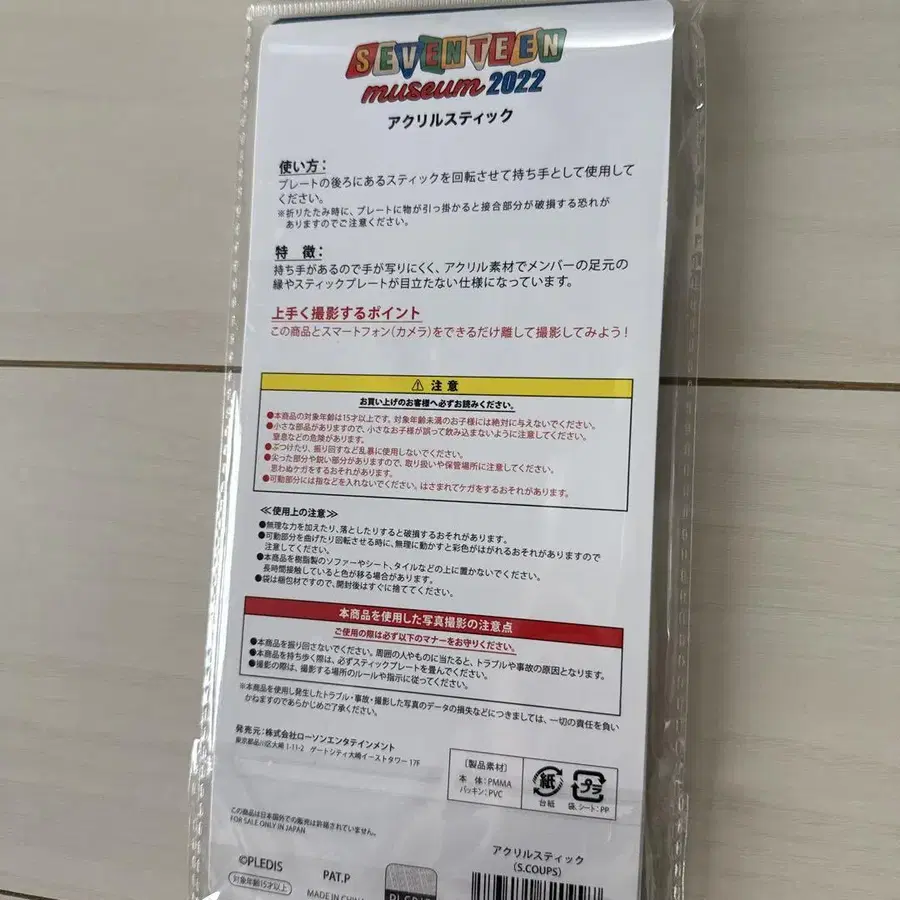 SEVENTEEN
museum 2022
アクリルスティック
使い方:
プレートの後ろにあるスティックを回転させて持ち手として使用して
ください。
※折りたたみ時に、プレートに物が引っ掛かると接合部分が破損する恐れが
ありますのでご注意ください。
特 徴:
持ち手があるので手が写りにくく、アクリル素材でメンバーの足元の
縁やスティックプレートが目立たない仕様になっています。
上手く撮影するポイント
この商品とスマートフォン(カメラ)をできるだけ離して撮影してみよう!
⚠ 注意
お買い上げのお客様へ必ずお読みください。
●本商品の対象年齢は15才以上です。対象年齢未満のお子様には絶対に与えないでください。
●小さな部品がありますので、小さなお子様が誤って飲み込まないように注意してください。
窒息などの危険があります。
●ぶつけたり、振り回すなど乱暴に使用しないでください。
●尖った部分や鋭い部分がありますので、取り扱いや保管場所に注意してください。
思わぬケガをするおそれがあります。
●可動部分には指などを入れないでください。はさまれてケガをするおそれがあります。
≪使用上の注意≫
●無理な力を加えたり、落としたりすると破損するおそれがあります。
●可動部分を曲げたり回転させる時に、無理に動かすと彩色がはがれるおそれがありますので
注意してください。
●本商品を樹脂製のソファーやシート、タイルなどの上に置かないでください。
長時間接触していると色が移る場合があります。
●袋は梱包材ですので、開封後はすぐに捨ててください。
本商品を使用した写真撮影の注意点
ご使用の際は必ず以下のマナーをお守りください。
●本商品を振り回さないでください。周囲の人やものに当たると、トラブルや事故の原因となります。
●本商品を持ち歩く際は、必ずスティックプレートを畳んでください。
●撮影の際は、撮影する場所のルールや指示に従ってください。
※本商品を使用し発生したトラブル・事故・撮影した写真のデータの損失などにつきましては、一切の責任を負い
かねますのであらかじめご了承ください。
発売元:株式会社ローソンエンタテインメント
東京都品川区大崎 1-11-2 ゲートシティ大崎イーストタワー 17F
[製品素材]
本 体:PMMA
パッキン:PVC
紙
台紙
プラ
袋、シート:PP
この商品は日本国外での販売は許諾されていません。
FOR SALE ONLY IN JAPAN
アクリルスティック
(S.COUPS)
©PLEDIS
PAT.P
対象年齢15才以上
MADE IN CHINA